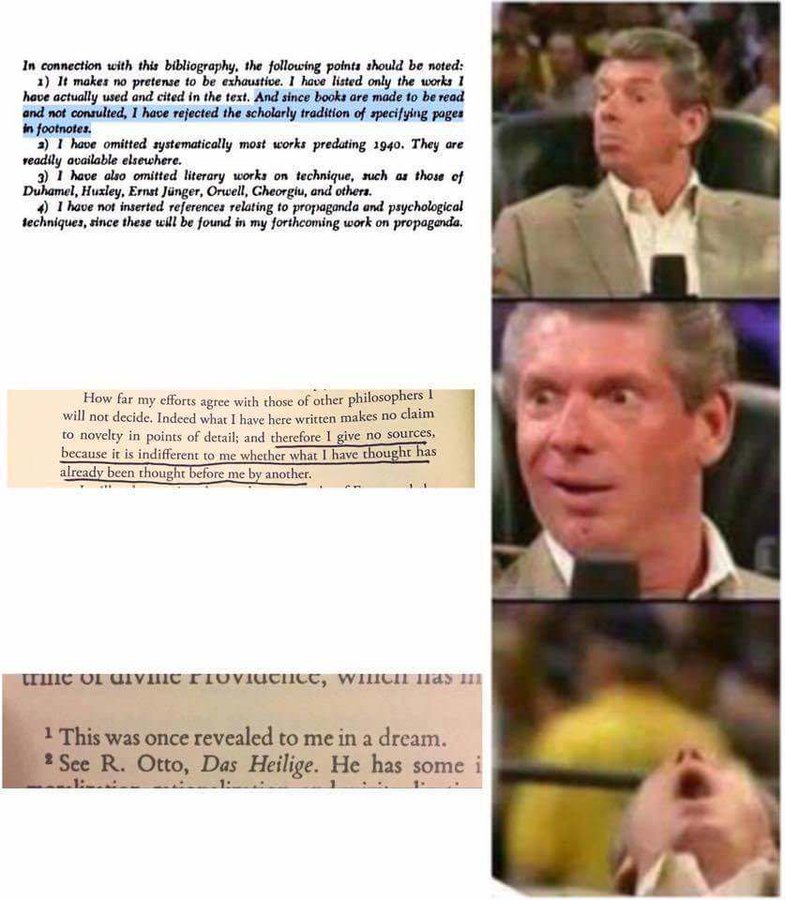 In connection with this bibliography, the following points should be noted:
1) It makes no pretense to be exhaustive. I have listed only the works I
have actually used and cited in the text. And since books are made to be read
and not consulted, I have rejected the scholarly tradition of specifying pages
in footnotes.
2) I have omitted systematically most works predating 1940. They are
readily available elsewhere.
3) I have also omitted literary works on technique, such as those of
Duhamel, Huxley, Ernst Jünger, Orwell, Gheorgiu, and others.
4) I have not inserted references relating to propaganda and psychological
techniques, since these will be found in my forthcoming work on propaganda.
How far my efforts agree with those of other philosophers I
will not decide. Indeed what I have here written makes no claim
to novelty in points of detail; and therefore I give no sources,
because it is indifferent to me whether what I have thought has
already been thought before me by another.
of divine Providence, which has
1 This was once revealed to me in a dream.
2 See R. Otto, Das Heilige. He has some